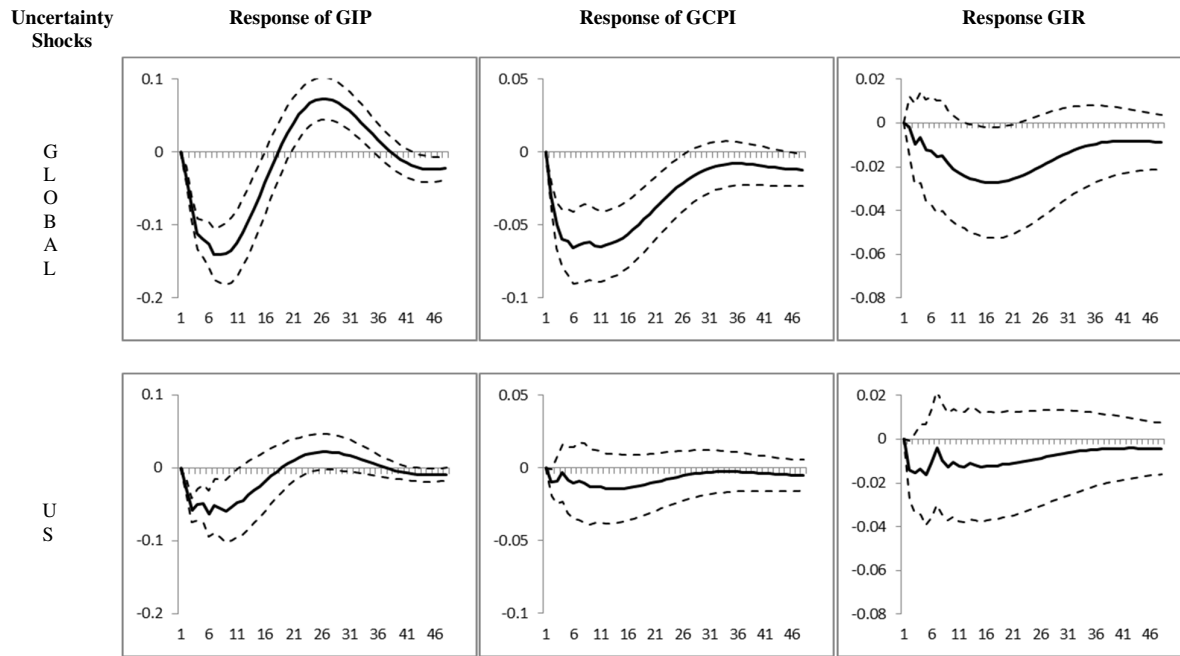 Uncertainty Shocks
Response of GIP
Response of GCPI
Response GIR
G
L
O
B
A
L
0.1
0
-0.1
-0.2
1 6 11 16 21 26 31 36 41 46
0.05
0
-0.05
-0.1
1 6 11 16 21 26 31 36 41 46
0.02
0
-0.02
-0.04
-0.06
-0.08
1 6 11 16 21 26 31 36 41 46
U
S
0.1
0
-0.1
-0.2
1 6 11 16 21 26 31 36 41 46
0.05
0
-0.05
-0.1
1 6 11 16 21 26 31 36 41 46
0.02
0
-0.02
-0.04
-0.06
-0.08
1 6 11 16 21 26 31 36 41 46